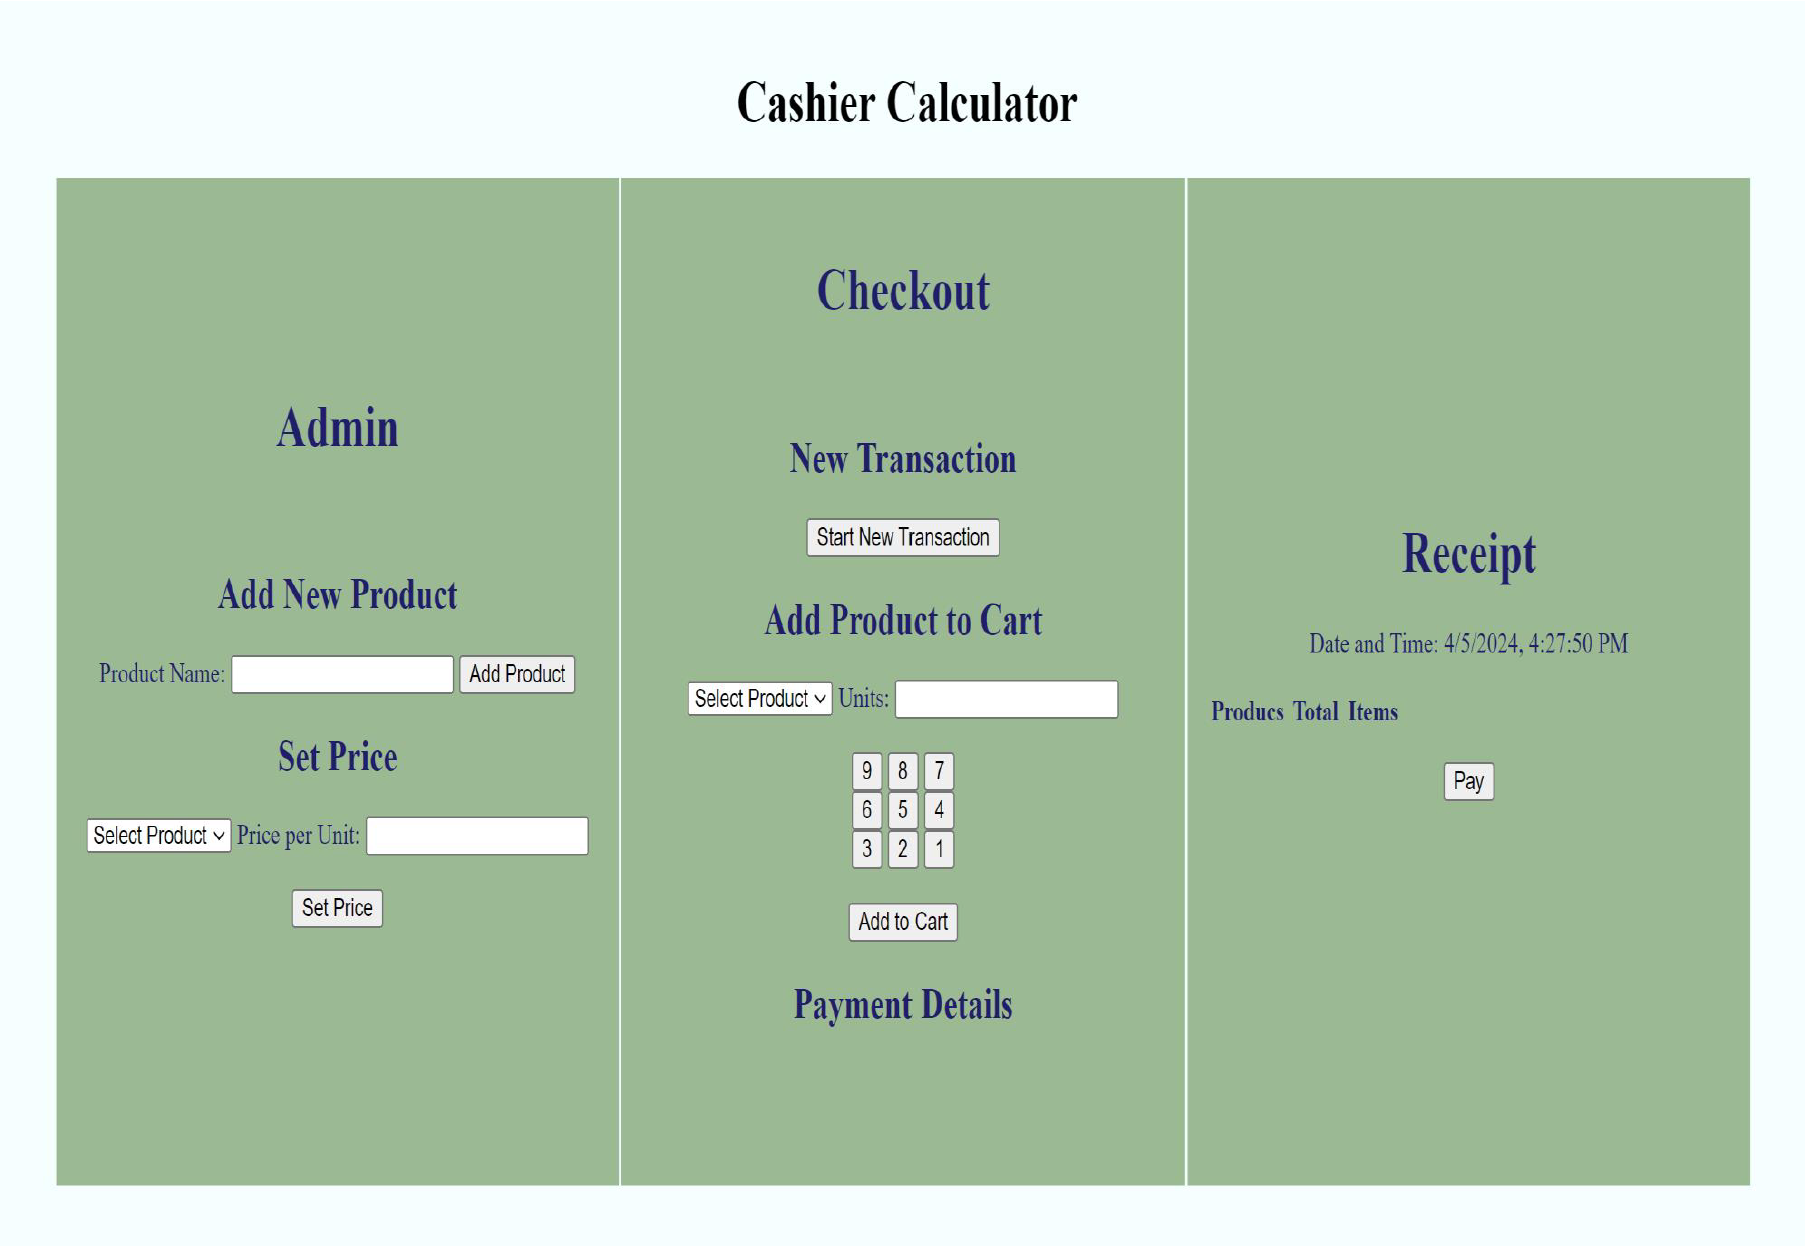 Cashier Calculator
Admin
Add New Product
Product Name: Add Product
Set Price
Select Product Price per Unit:
Set Price
Checkout
New Transaction
Start New Transaction
Add Product to Cart
Select Product Units:
9 8 7
6 5 4
3 2 1
Add to Cart
Payment Details
Receipt
Date and Time: 4/5/2024, 4:27:50 PM
Producs Total Items
Pay